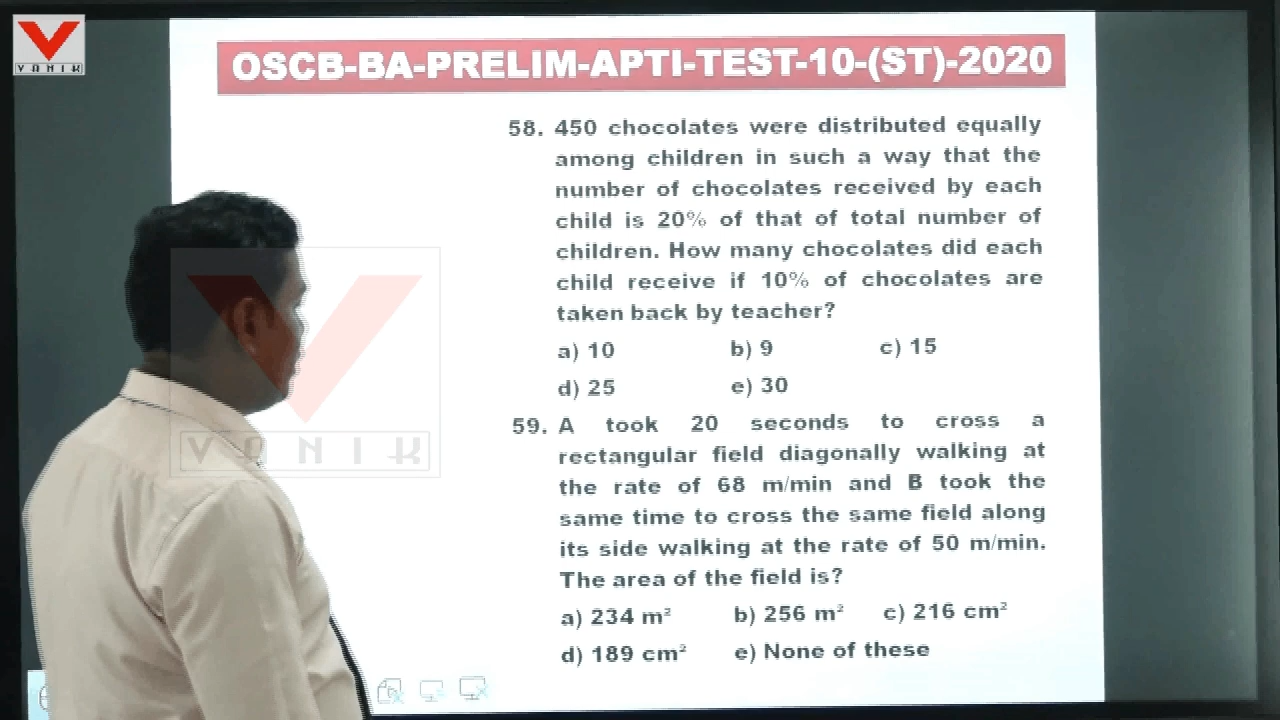 VANIK
OSCB-BA-PRELIM-APTI-TEST-10-(ST)-2020
58. 450 chocolates were distributed equally
among children in such a way that the
number of chocolates received by each
child is 20% of that of total number of
children. How many chocolates did each
child receive if 10% of chocolates are
taken back by teacher?
a) 10 b) 9 c) 15
d) 25 e) 30
59. A took 20 seconds to cross a
rectangular field diagonally walking at
the rate of 68 m/min and B took the
same time to cross the same field along
its side walking at the rate of 50 m/min.
The area of the field is?
a) 234 m² b) 256 m² c) 216 cm²
d) 189 cm² e) None of these
VANIK